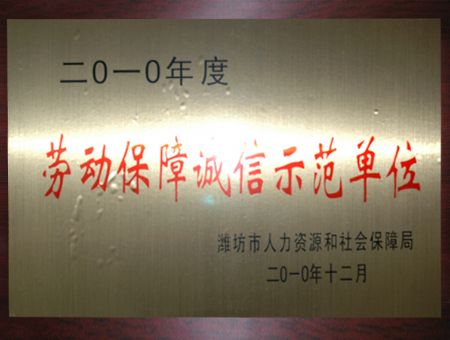 二0一0年度
劳动保障诚信示范单位
潍坊市人力资源和社会保障局
二0一0年十二月